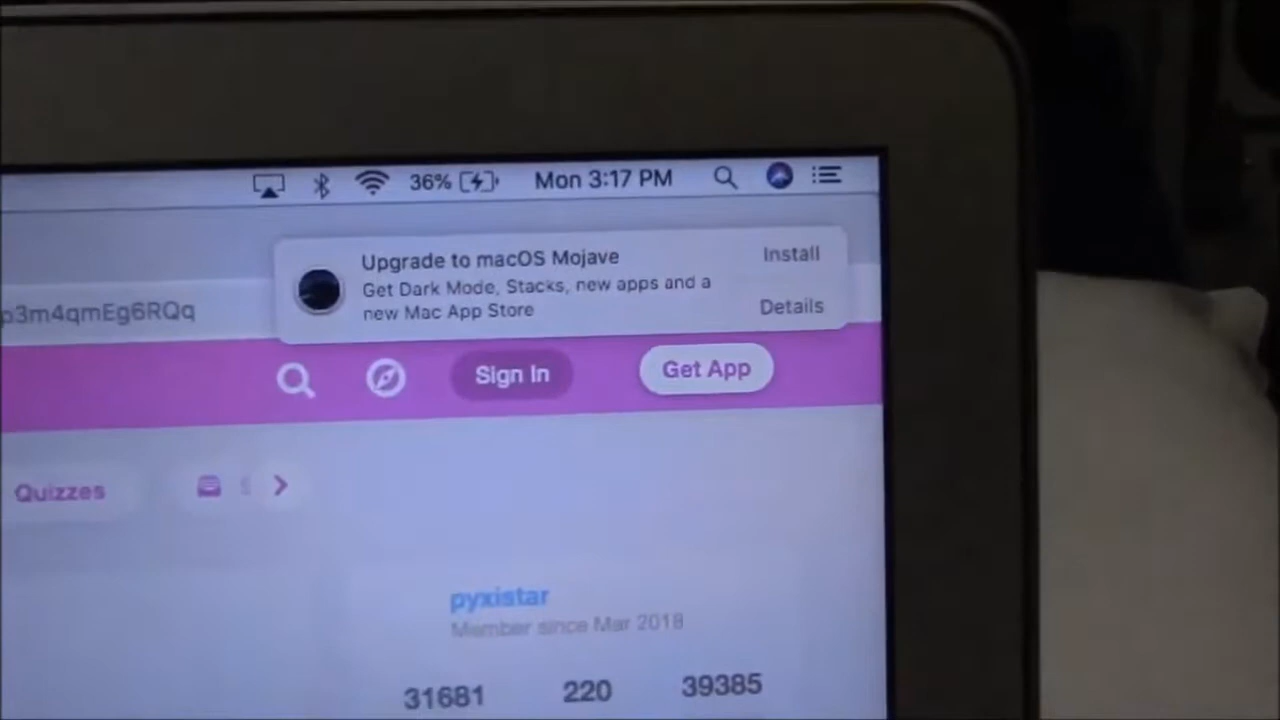 36%
Mon 3:17 PM
Upgrade to macOS Mojave
Install
Get Dark Mode, Stacks, new apps and a
new Mac App Store
Details
p3m4qmEg6RQq
Sign In
Get App
Quizzes
pyxistar
Member since Mar 2018
31681 220 39385